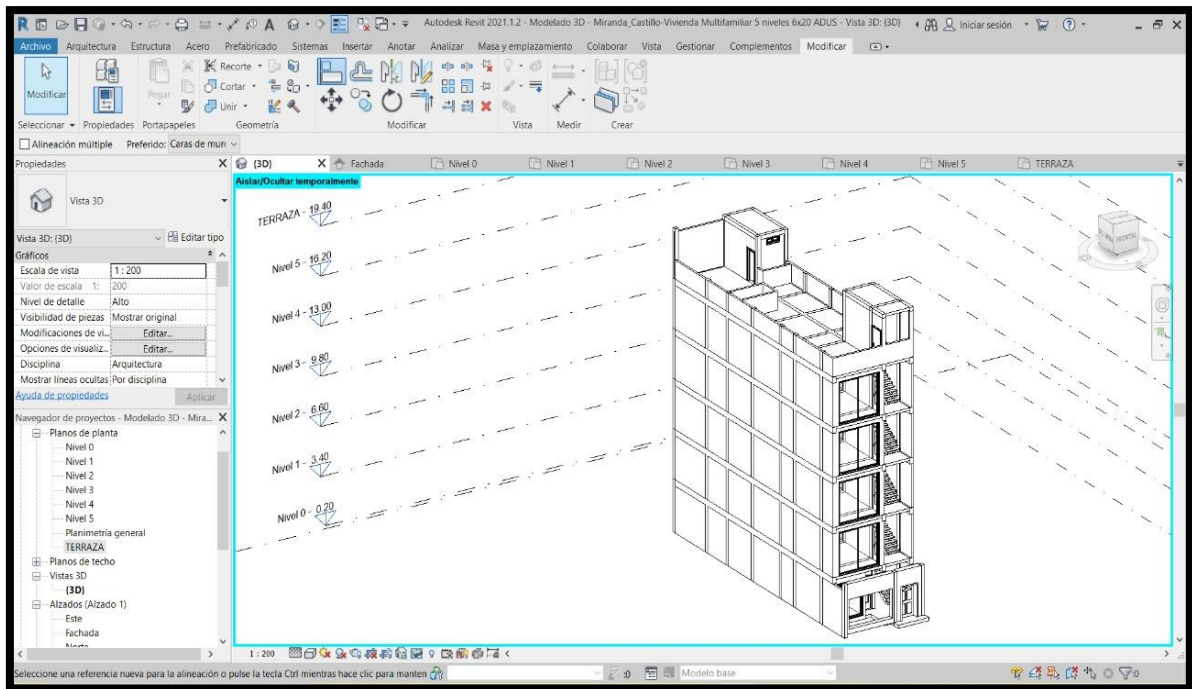 Autodesk Revit 2021.1.2 - Modelado 3D - Miranda_Castillo-Vivienda Multifamiliar 5 niveles 6x20 ADUS - Vista 3D: {3D}
Iniciar sesión
Archivo Arquitectura Estructura Acero Prefabricado Sistemas Insertar Anotar Analizar Masa y emplazamiento Colaborar Vista Gestionar Complementos Modificar
Modificar
Pegar
Recorte
Cortar
Unir
Seleccionar Propiedades Portapapeles Geometría Modificar Vista Medir Crear
Alineación múltiple Preferido: Caras de muro
Propiedades
{3D} Fachada Nivel 0 Nivel 1 Nivel 2 Nivel 3 Nivel 4 Nivel 5 TERRAZA
Vista 3D
Vista 3D: {3D} Editar tipo
Gráficos
Escala de vista 1 : 200
Valor de escala 1: 200
Nivel de detalle Alto
Visibilidad de piezas Mostrar original
Modificaciones de vi... Editar...
Opciones de visualiz... Editar...
Disciplina Arquitectura
Mostrar líneas ocultas Por disciplina
Ayuda de propiedades Aplicar
Navegador de proyectos - Modelado 3D - Mira...
Planos de planta
Nivel 0
Nivel 1
Nivel 2
Nivel 3
Nivel 4
Nivel 5
Planimetría general
TERRAZA
Planos de techo
Vistas 3D
{3D}
Alzados (Alzado 1)
Este
Fachada
Norte
Aislar/Ocultar temporalmente
TERRAZA - 19.40
Nivel 5 - 16.20
Nivel 4 - 13.00
Nivel 3 - 9.80
Nivel 2 - 6.60
Nivel 1 - 3.40
Nivel 0 - 0.20
FRONTAL
1 : 200
Seleccione una referencia nueva para la alineación o pulse la tecla Ctrl mientras hace clic para manten
:0 Modelo base
:0